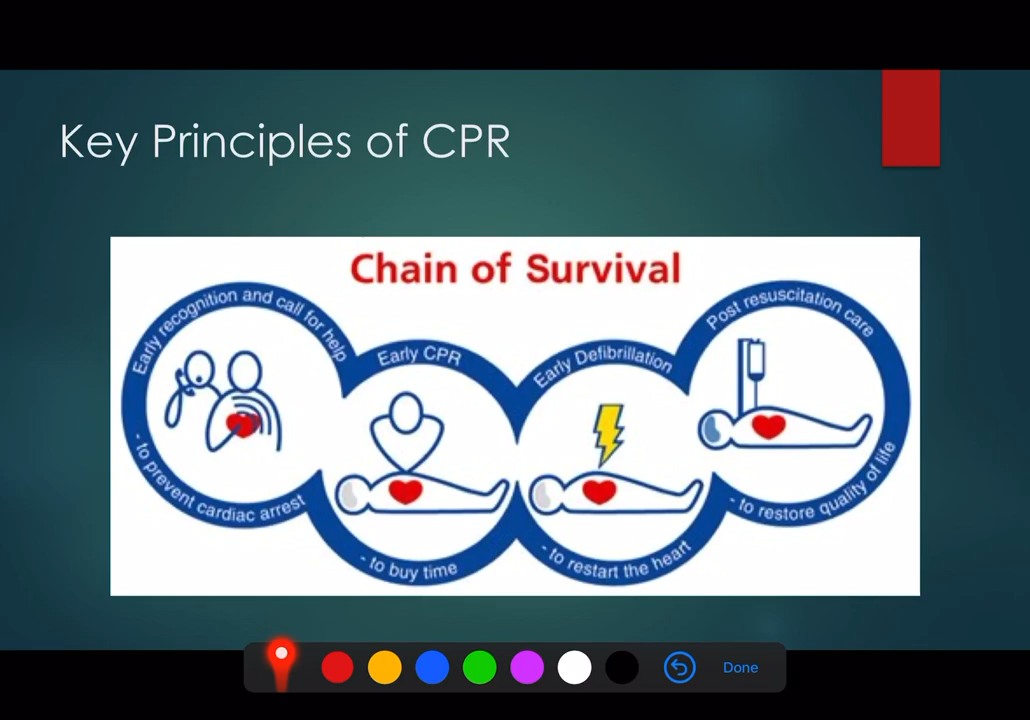 Key Principles of CPR
Chain of Survival
Early recognition and call for help
- to prevent cardiac arrest
Early CPR
- to buy time
Early Defibrillation
- to restart the heart
Post resuscitation care
- to restore quality of life
Done